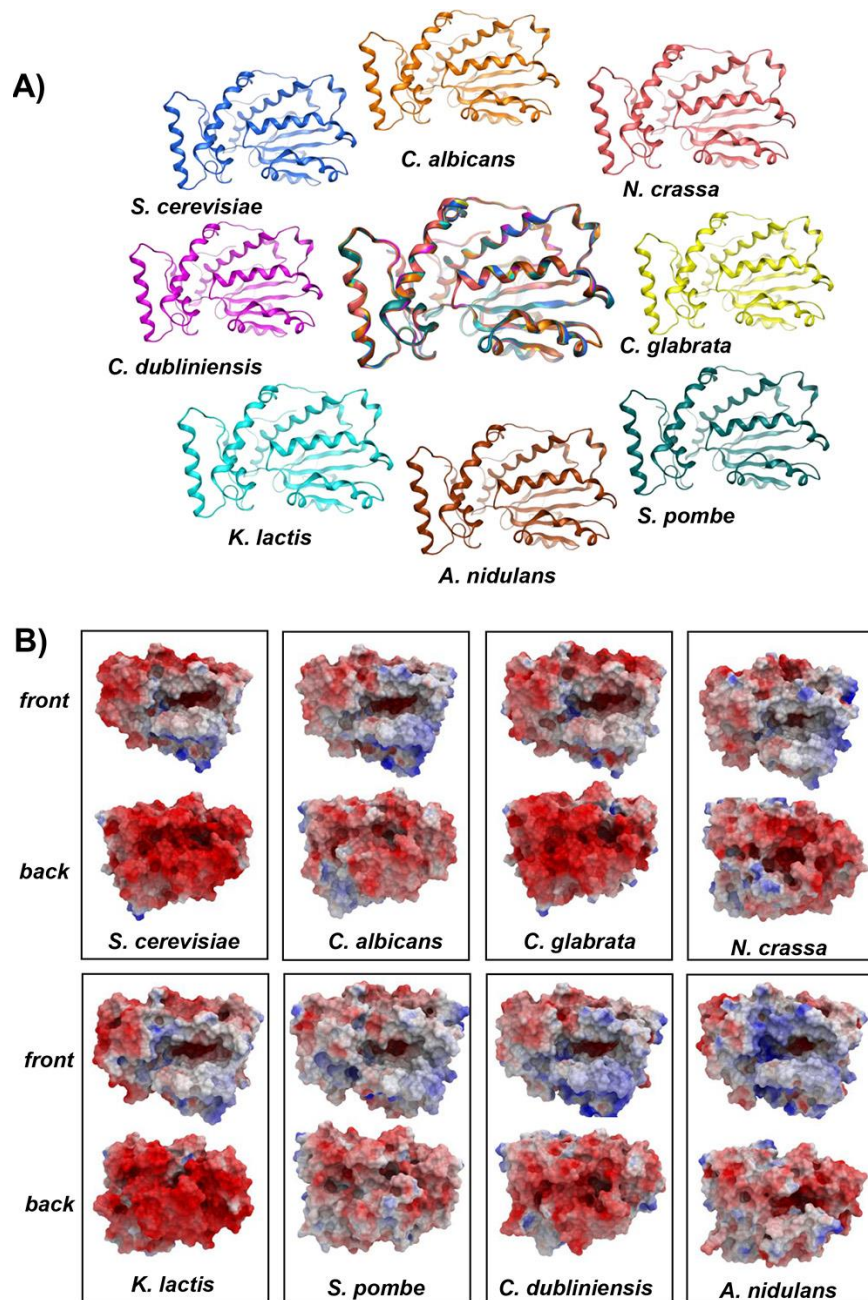 A)
C. albicans
N. crassa
S. cerevisiae
C. dubliniensis
C. glabrata
K. lactis
S. pombe
A. nidulans
B)
front
back
S. cerevisiae
C. albicans
C. glabrata
N. crassa
front
back
K. lactis
S. pombe
C. dubliniensis
A. nidulans